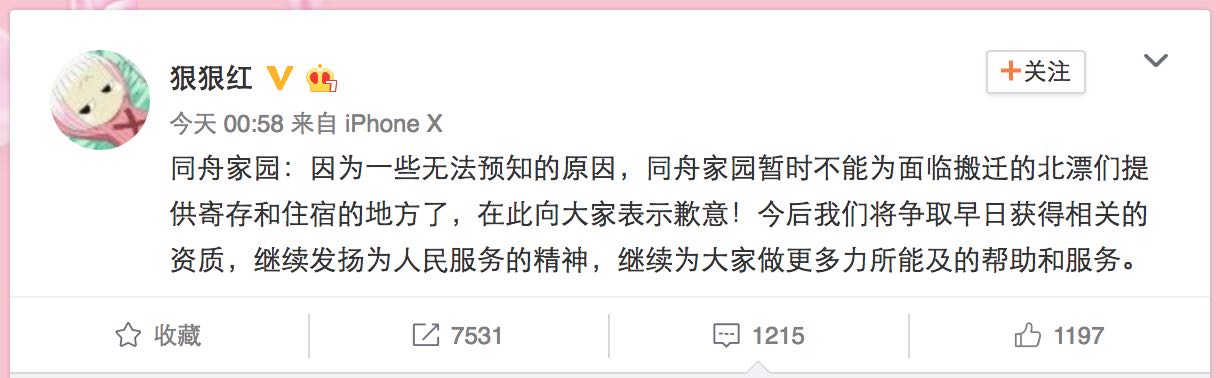 狠狠红
+关注
今天 00:58 来自 iPhone X
同舟家园：因为一些无法预知的原因，同舟家园暂时不能为面临搬迁的北漂们提
供寄存和住宿的地方了，在此向大家表示歉意！今后我们将争取早日获得相关的
资质，继续发扬为人民服务的精神，继续为大家做更多力所能及的帮助和服务。
收藏 7531 1215 1197